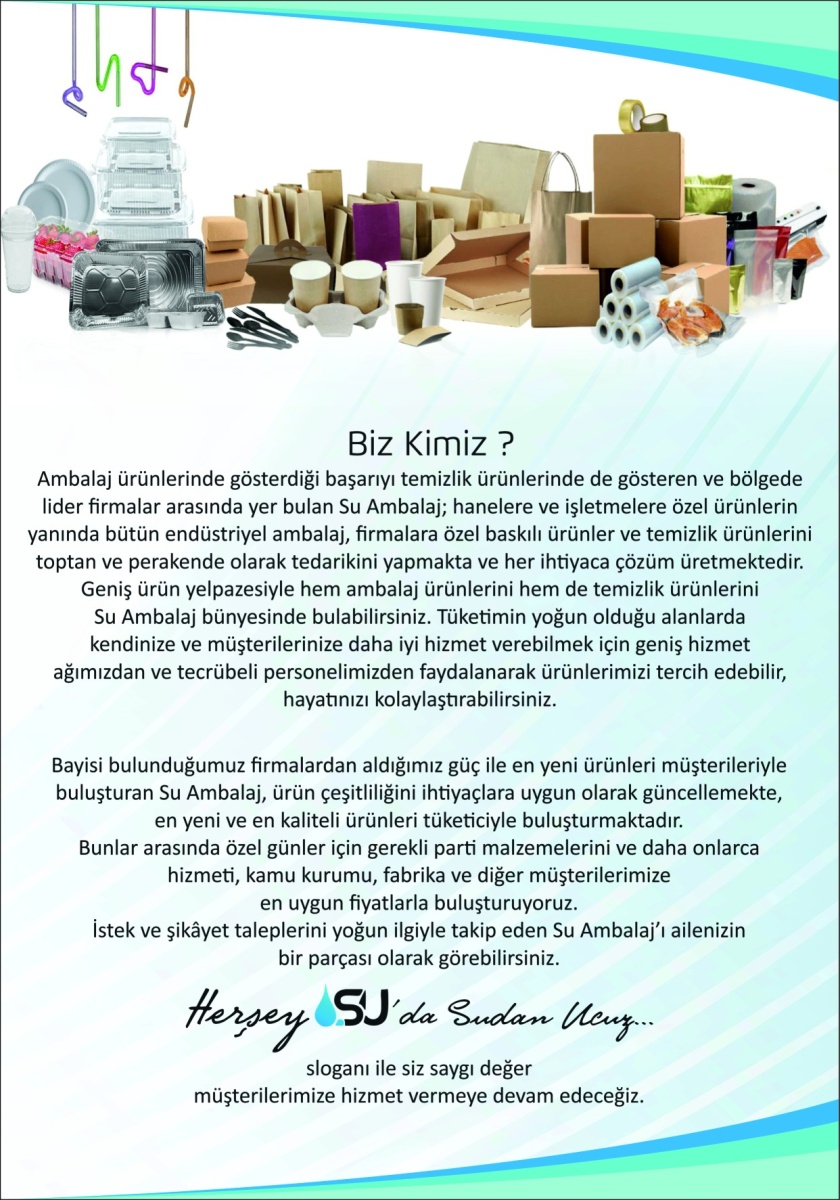 Biz Kimiz ?
Ambalaj ürünlerinde gösterdiği başarıyı temizlik ürünlerinde de gösteren ve bölgede
lider firmalar arasında yer bulan Su Ambalaj; hanelere ve işletmelere özel ürünlerin
yanında bütün endüstriyel ambalaj, firmalara özel baskılı ürünler ve temizlik ürünlerini
toptan ve perakende olarak tedarikini yapmakta ve her ihtiyaca çözüm üretmektedir.
Geniş ürün yelpazesiyle hem ambalaj ürünlerini hem de temizlik ürünlerini
Su Ambalaj bünyesinde bulabilirsiniz. Tüketimin yoğun olduğu alanlarda
kendinize ve müşterilerinize daha iyi hizmet verebilmek için geniş hizmet
ağımızdan ve tecrübeli personelimizden faydalanarak ürünlerimizi tercih edebilir,
hayatınızı kolaylaştırabilirsiniz.
Bayisi bulunduğumuz firmalardan aldığımız güç ile en yeni ürünleri müşterileriyle
buluşturan Su Ambalaj, ürün çeşitliliğini ihtiyaçlara uygun olarak güncellemekte,
en yeni ve en kaliteli ürünleri tüketiciyle buluşturmaktadır.
Bunlar arasında özel günler için gerekli parti malzemelerini ve daha onlarca
hizmeti, kamu kurumu, fabrika ve diğer müşterilerimize
en uygun fiyatlarla buluşturuyoruz.
İstek ve şikâyet taleplerini yoğun ilgiyle takip eden Su Ambalaj’ı ailenizin
bir parçası olarak görebilirsiniz.
Herşey SU’da Sudan Ucuz...
sloganı ile siz saygı değer
müşterilerimize hizmet vermeye devam edeceğiz.